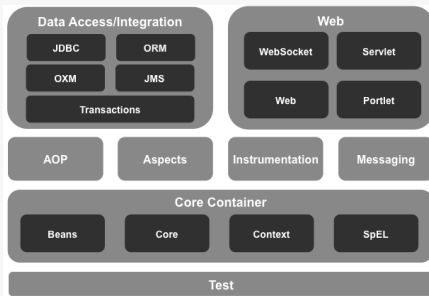 Data Access/Integration
JDBC
ORM
OXM
JMS
Transactions
Web
WebSocket
Servlet
Web
Portlet
AOP
Aspects
Instrumentation
Messaging
Core Container
Beans
Core
Context
SpEL
Test